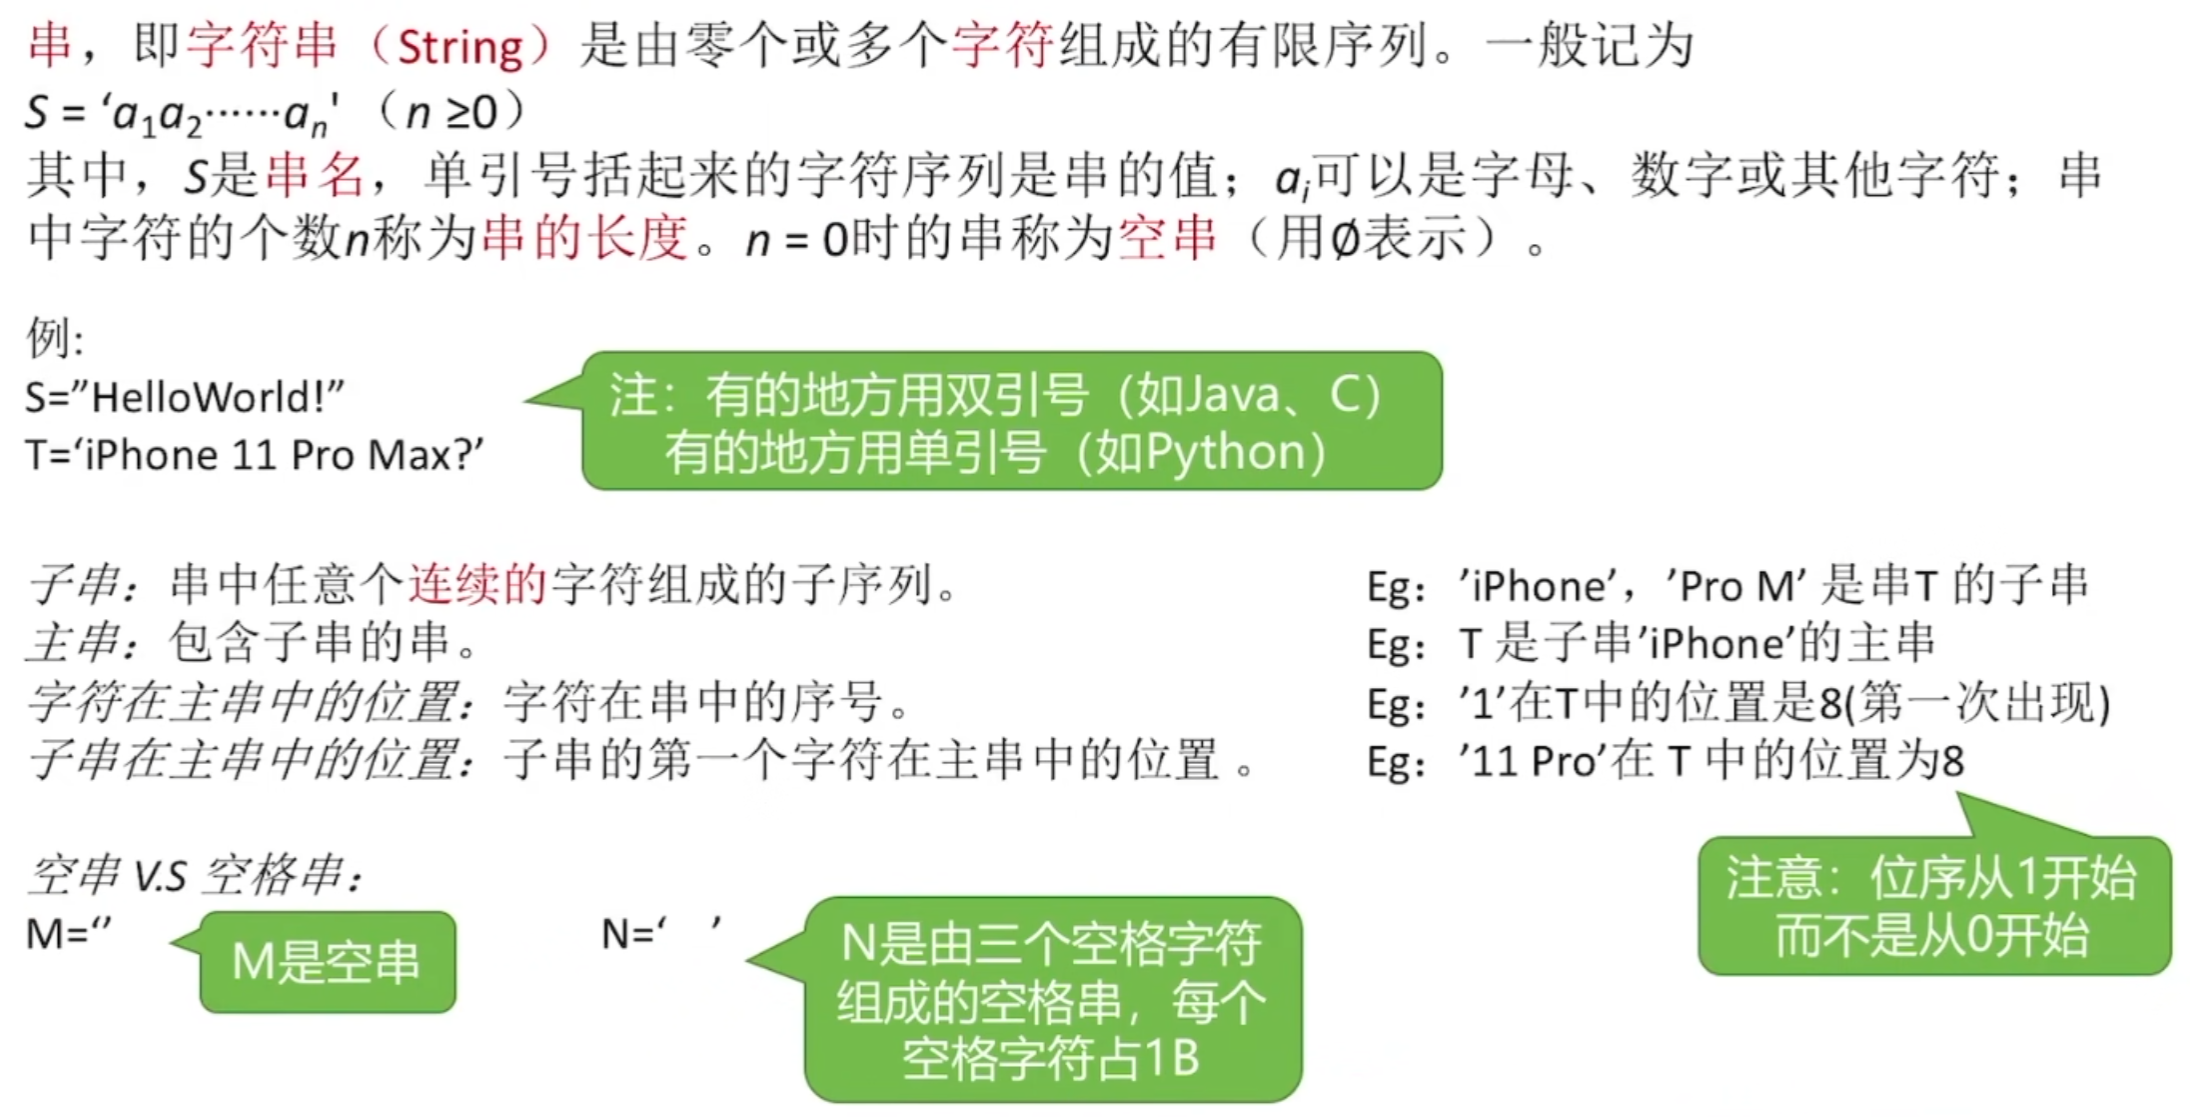 串，即字符串（String）是由零个或多个字符组成的有限序列。一般记为
S = ‘a₁a₂······aₙ' （n ≥0）
其中，S是串名，单引号括起来的字符序列是串的值；aᵢ可以是字母、数字或其他字符；串
中字符的个数n称为串的长度。n = 0时的串称为空串（用∅表示）。
例:
S=”HelloWorld!”
T=‘iPhone 11 Pro Max?’
注：有的地方用双引号（如Java、C）
有的地方用单引号（如Python）
子串：串中任意个连续的字符组成的子序列。
Eg：’iPhone’，’Pro M’ 是串T 的子串
主串：包含子串的串。
Eg：T 是子串’iPhone’的主串
字符在主串中的位置：字符在串中的序号。
Eg：’1’在T中的位置是8(第一次出现)
子串在主串中的位置：子串的第一个字符在主串中的位置 。
Eg：’11 Pro’在 T 中的位置为8
注意：位序从1开始
而不是从0开始
空串 V.S 空格串：
M=‘’
M是空串
N=‘   ’
N是由三个空格字符
组成的空格串，每个
空格字符占1B